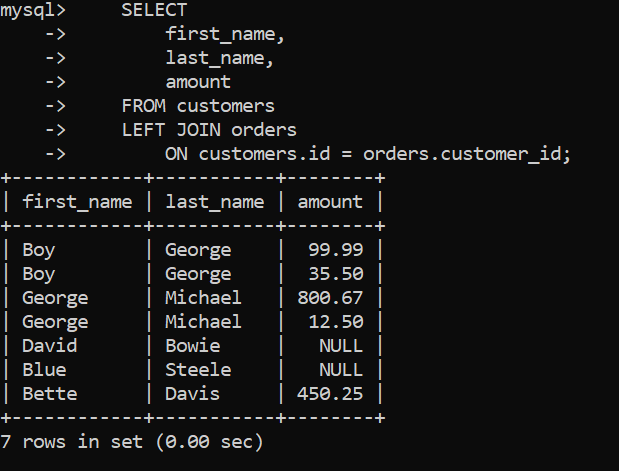 mysql>     SELECT
    ->         first_name,
    ->         last_name,
    ->         amount
    ->     FROM customers
    ->     LEFT JOIN orders
    ->         ON customers.id = orders.customer_id;
+------------+-----------+--------+
| first_name | last_name | amount |
+------------+-----------+--------+
| Boy        | George    |  99.99 |
| Boy        | George    |  35.50 |
| George     | Michael   | 800.67 |
| George     | Michael   |  12.50 |
| David      | Bowie     |   NULL |
| Blue       | Steele    |   NULL |
| Bette      | Davis     | 450.25 |
+------------+-----------+--------+
7 rows in set (0.00 sec)